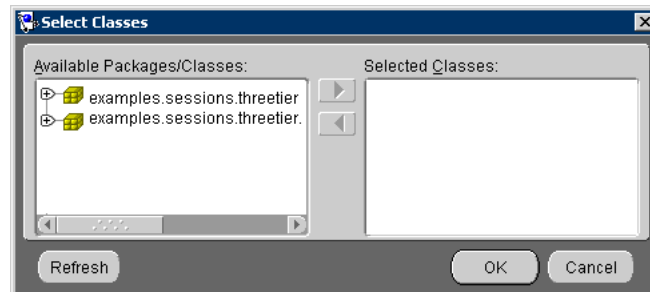 Select Classes
Available Packages/Classes:
Selected Classes:
examples.sessions.threetier
examples.sessions.threetier.
Refresh
OK
Cancel